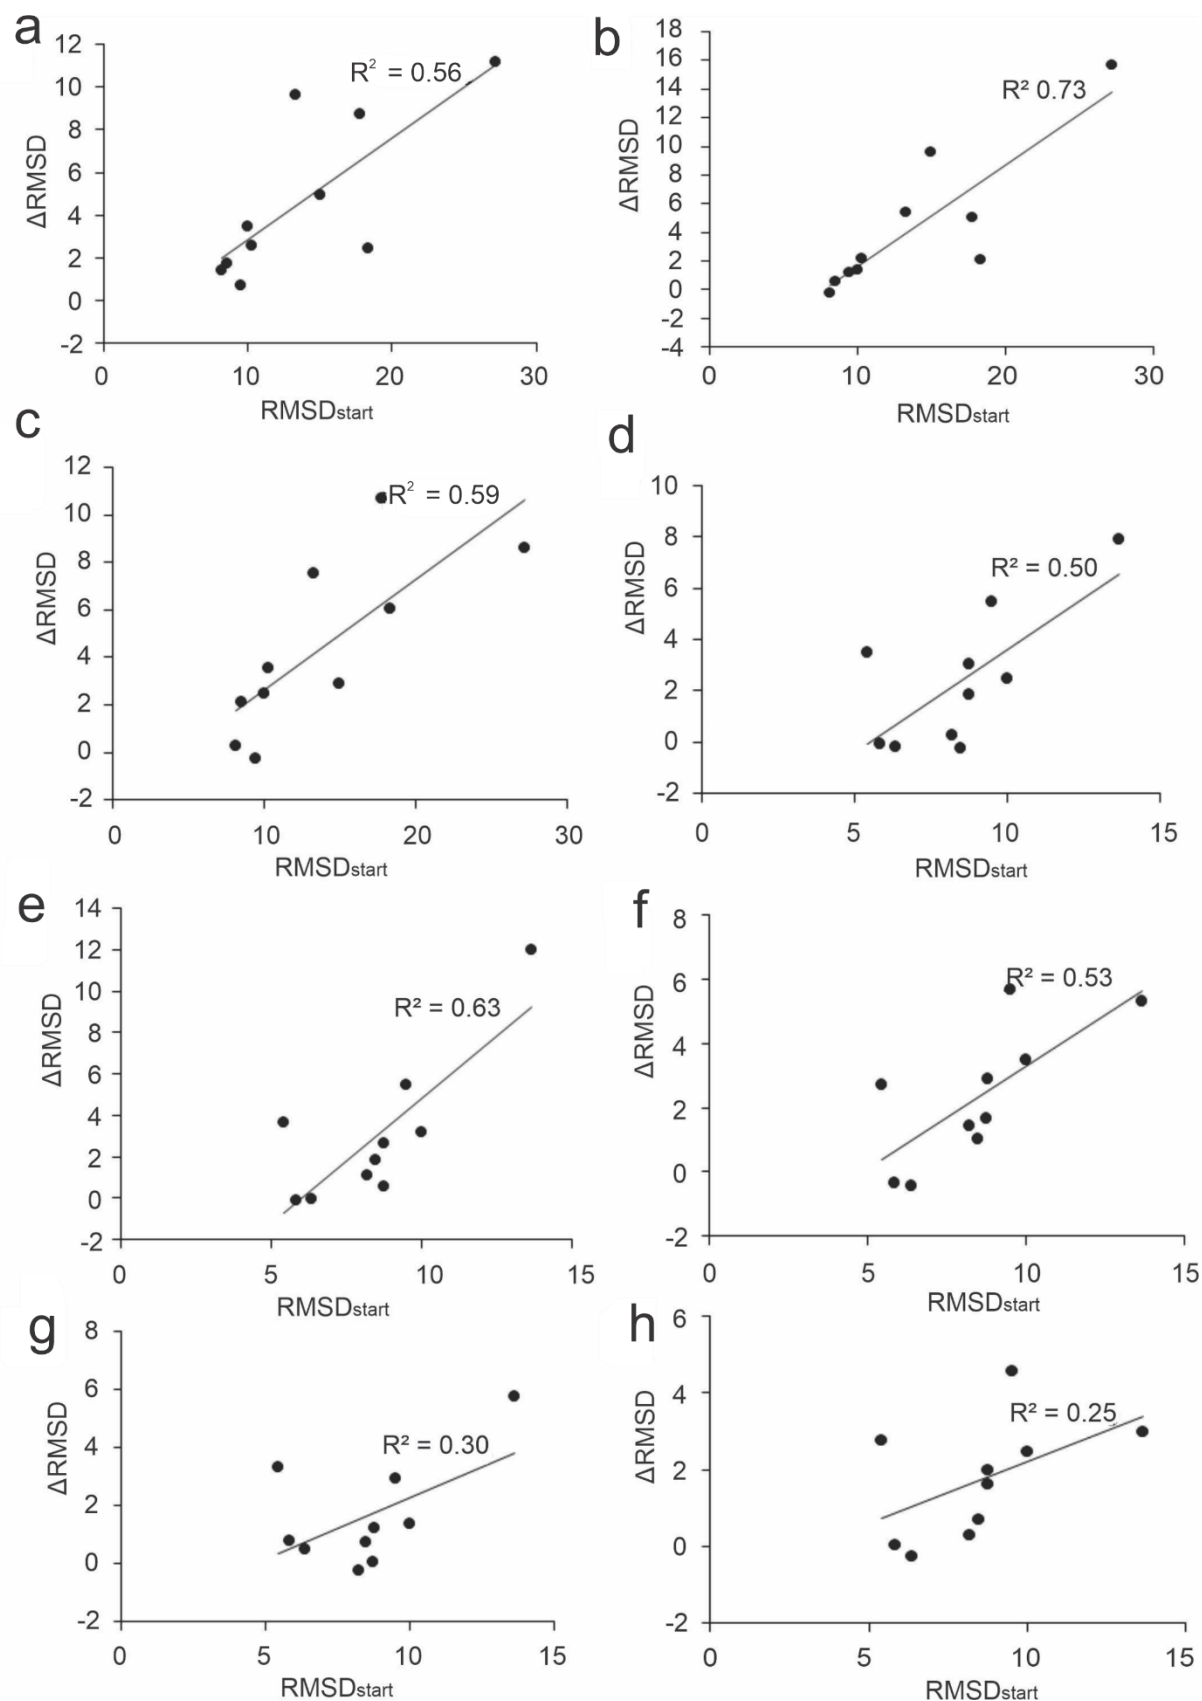 a
12
10
8
6
4
2
0
-2
ΔRMSD
R² = 0.56
0 10 20 30
RMSDstart
b
18
16
14
12
10
8
6
4
2
0
-2
-4
ΔRMSD
R² 0.73
0 10 20 30
RMSDstart
c
12
10
8
6
4
2
0
-2
ΔRMSD
R² = 0.59
0 10 20 30
RMSDstart
d
10
8
6
4
2
0
-2
ΔRMSD
R² = 0.50
0 5 10 15
RMSDstart
e
14
12
10
8
6
4
2
0
-2
ΔRMSD
R² = 0.63
0 5 10 15
RMSDstart
f
8
6
4
2
0
-2
ΔRMSD
R² = 0.53
0 5 10 15
RMSDstart
g
8
6
4
2
0
-2
ΔRMSD
R² = 0.30
0 5 10 15
RMSDstart
h
6
4
2
0
-2
ΔRMSD
R² = 0.25
0 5 10 15
RMSDstart